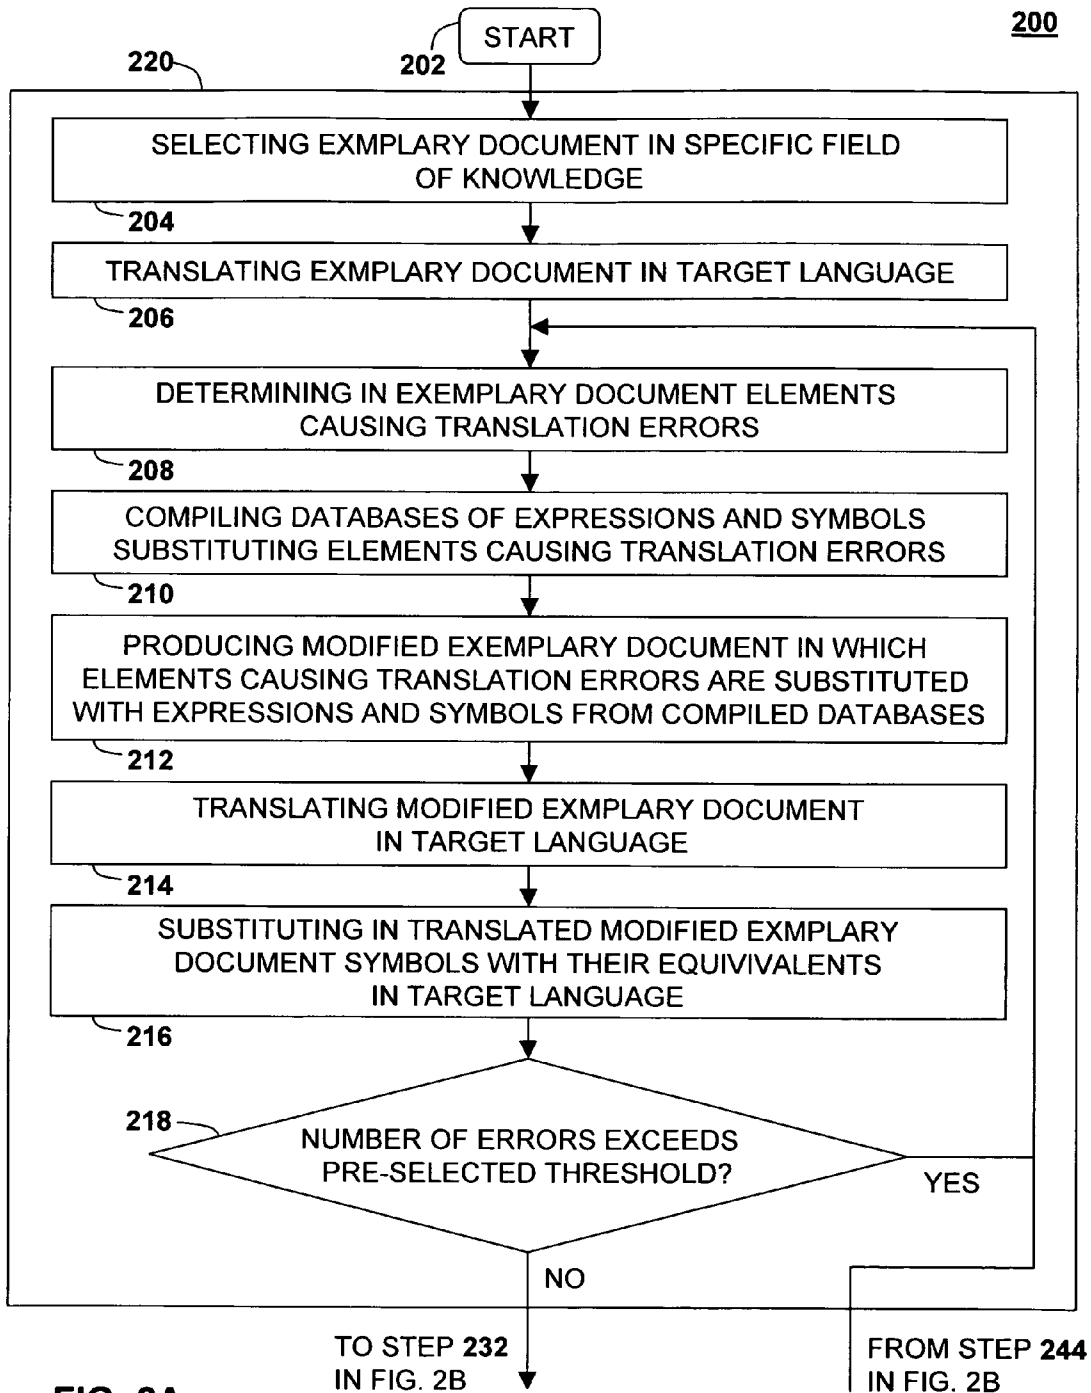 200
START
202
220
SELECTING EXMPLARY DOCUMENT IN SPECIFIC FIELD
OF KNOWLEDGE
204
TRANSLATING EXMPLARY DOCUMENT IN TARGET LANGUAGE
206
DETERMINING IN EXEMPLARY DOCUMENT ELEMENTS
CAUSING TRANSLATION ERRORS
208
COMPILING DATABASES OF EXPRESSIONS AND SYMBOLS
SUBSTITUTING ELEMENTS CAUSING TRANSLATION ERRORS
210
PRODUCING MODIFIED EXEMPLARY DOCUMENT IN WHICH
ELEMENTS CAUSING TRANSLATION ERRORS ARE SUBSTITUTED
WITH EXPRESSIONS AND SYMBOLS FROM COMPILED DATABASES
212
TRANSLATING MODIFIED EXMPLARY DOCUMENT
IN TARGET LANGUAGE
214
SUBSTITUTING IN TRANSLATED MODIFIED EXMPLARY
DOCUMENT SYMBOLS WITH THEIR EQUIVIVALENTS
IN TARGET LANGUAGE
216
218
NUMBER OF ERRORS EXCEEDS
PRE-SELECTED THRESHOLD?
YES
NO
TO STEP 232
IN FIG. 2B
FROM STEP 244
IN FIG. 2B
FIG. 2A